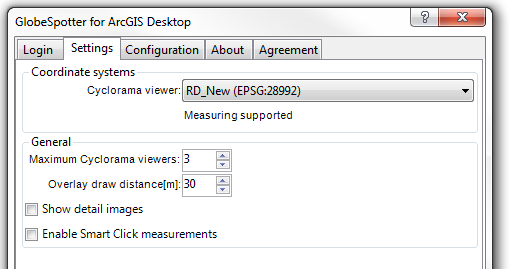 GlobeSpotter for ArcGIS Desktop
Login Settings Configuration About Agreement
Coordinate systems
Cyclorama viewer: RD_New (EPSG:28992)
Measuring supported
General
Maximum Cyclorama viewers: 3
Overlay draw distance[m]: 30
Show detail images
Enable Smart Click measurements